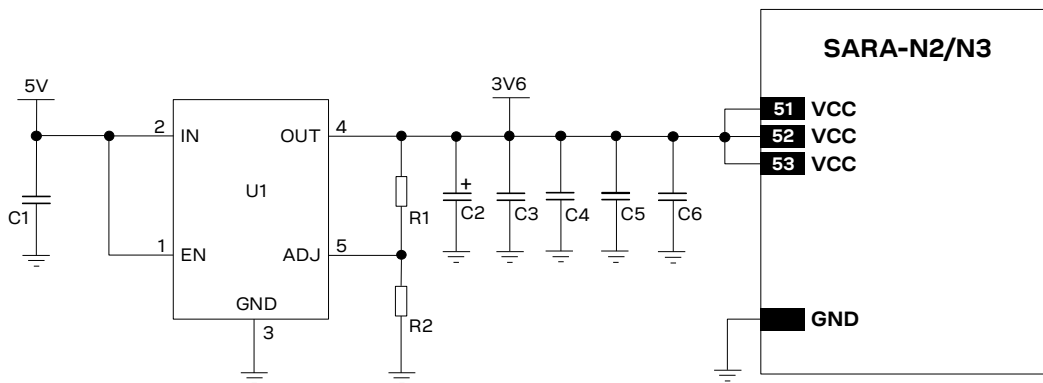 SARA-N2/N3
5V
3V6
51 VCC
52 VCC
53 VCC
2 IN
OUT 4
U1
C1
R1
C2
+
C3
C4
C5
C6
1 EN
ADJ 5
GND
3
R2
GND